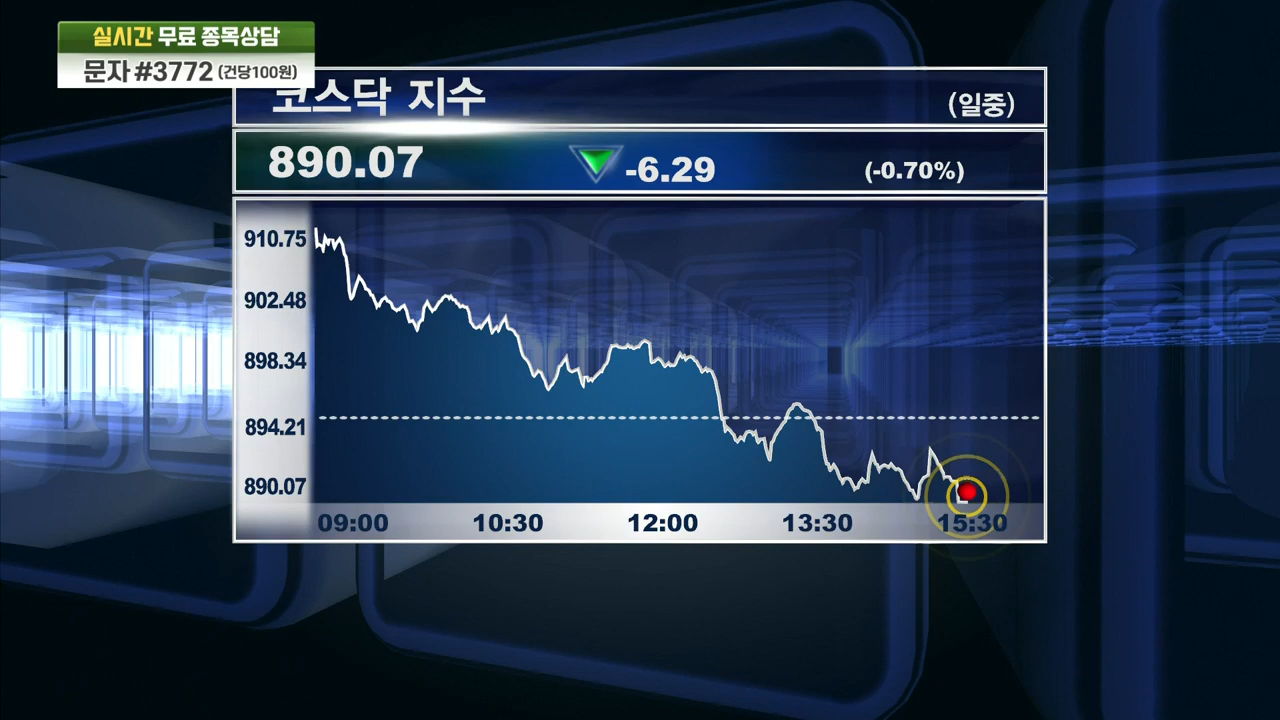 실시간 무료 종목상담
문자 #3772 (건당100원)
코스닥 지수
(일중)
890.07
-6.29
(-0.70%)
910.75
902.48
898.34
894.21
890.07
09:00 10:30 12:00 13:30 15:30